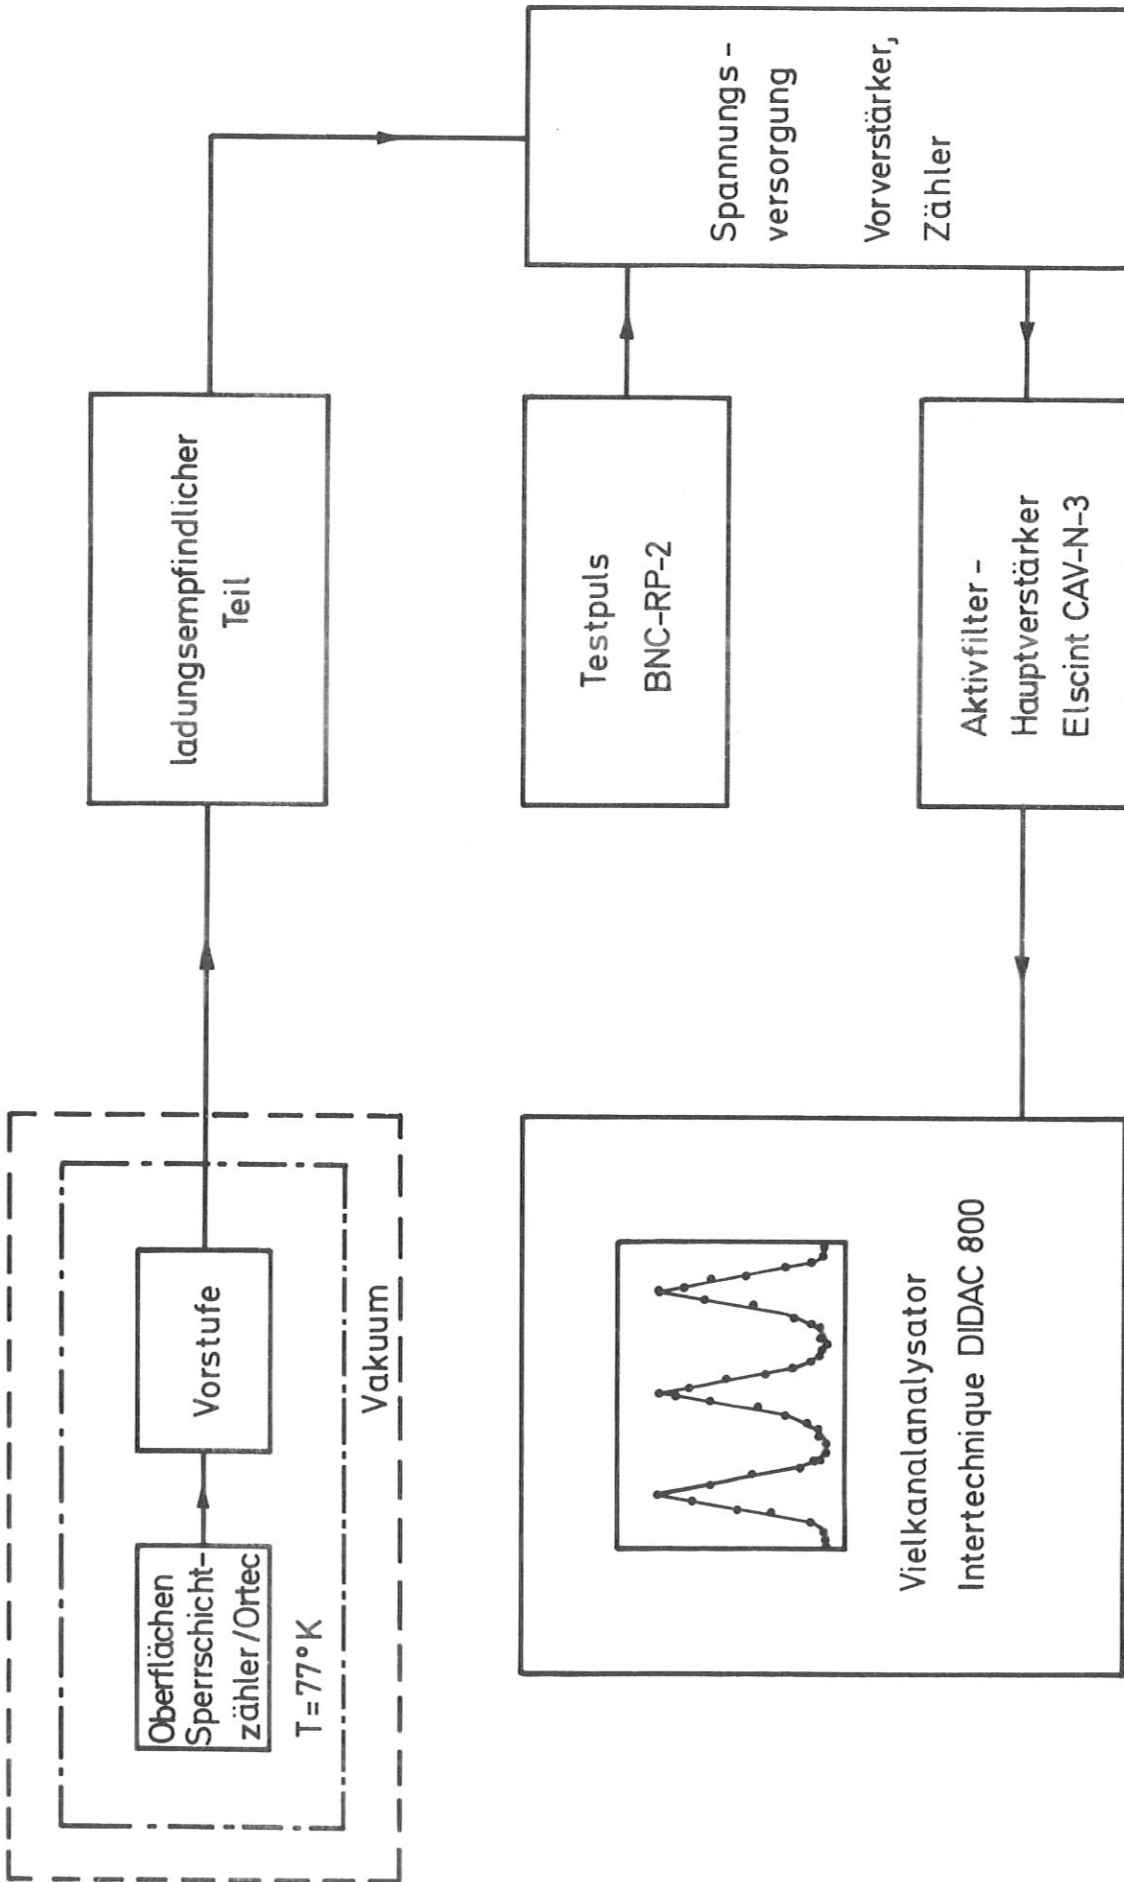 Oberflächen
Sperrschicht-
zähler/Ortec
T=77°K
Vorstufe
Vakuum
ladungsempfindlicher
Teil
Spannungs-
versorgung
Vorverstärker,
Zähler
Testpuls
BNC-RP-2
Aktivfilter-
Hauptverstärker
Elscint CAV-N-3
Vielkanalanalysator
Intertechnique DIDAC 800